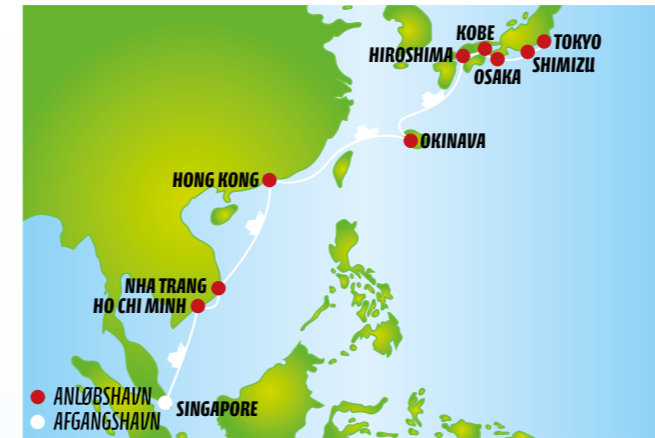 KOBE
TOKYO
HIROSHIMA
SHIMIZU
OSAKA
OKINAVA
HONG KONG
NHA TRANG
HO CHI MINH
ANLØBSHAVN
SINGAPORE
AFGANGSHAVN